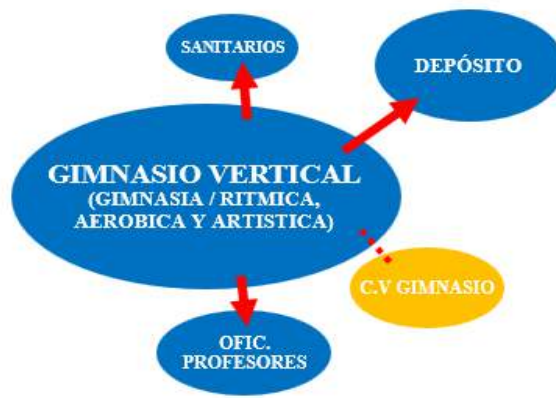 SANITARIOS
DEPÓSITO
GIMNASIO VERTICAL
(GIMNASIA / RITMICA,
AEROBICA Y ARTISTICA)
C.V GIMNASIO
OFIC.
PROFESORES